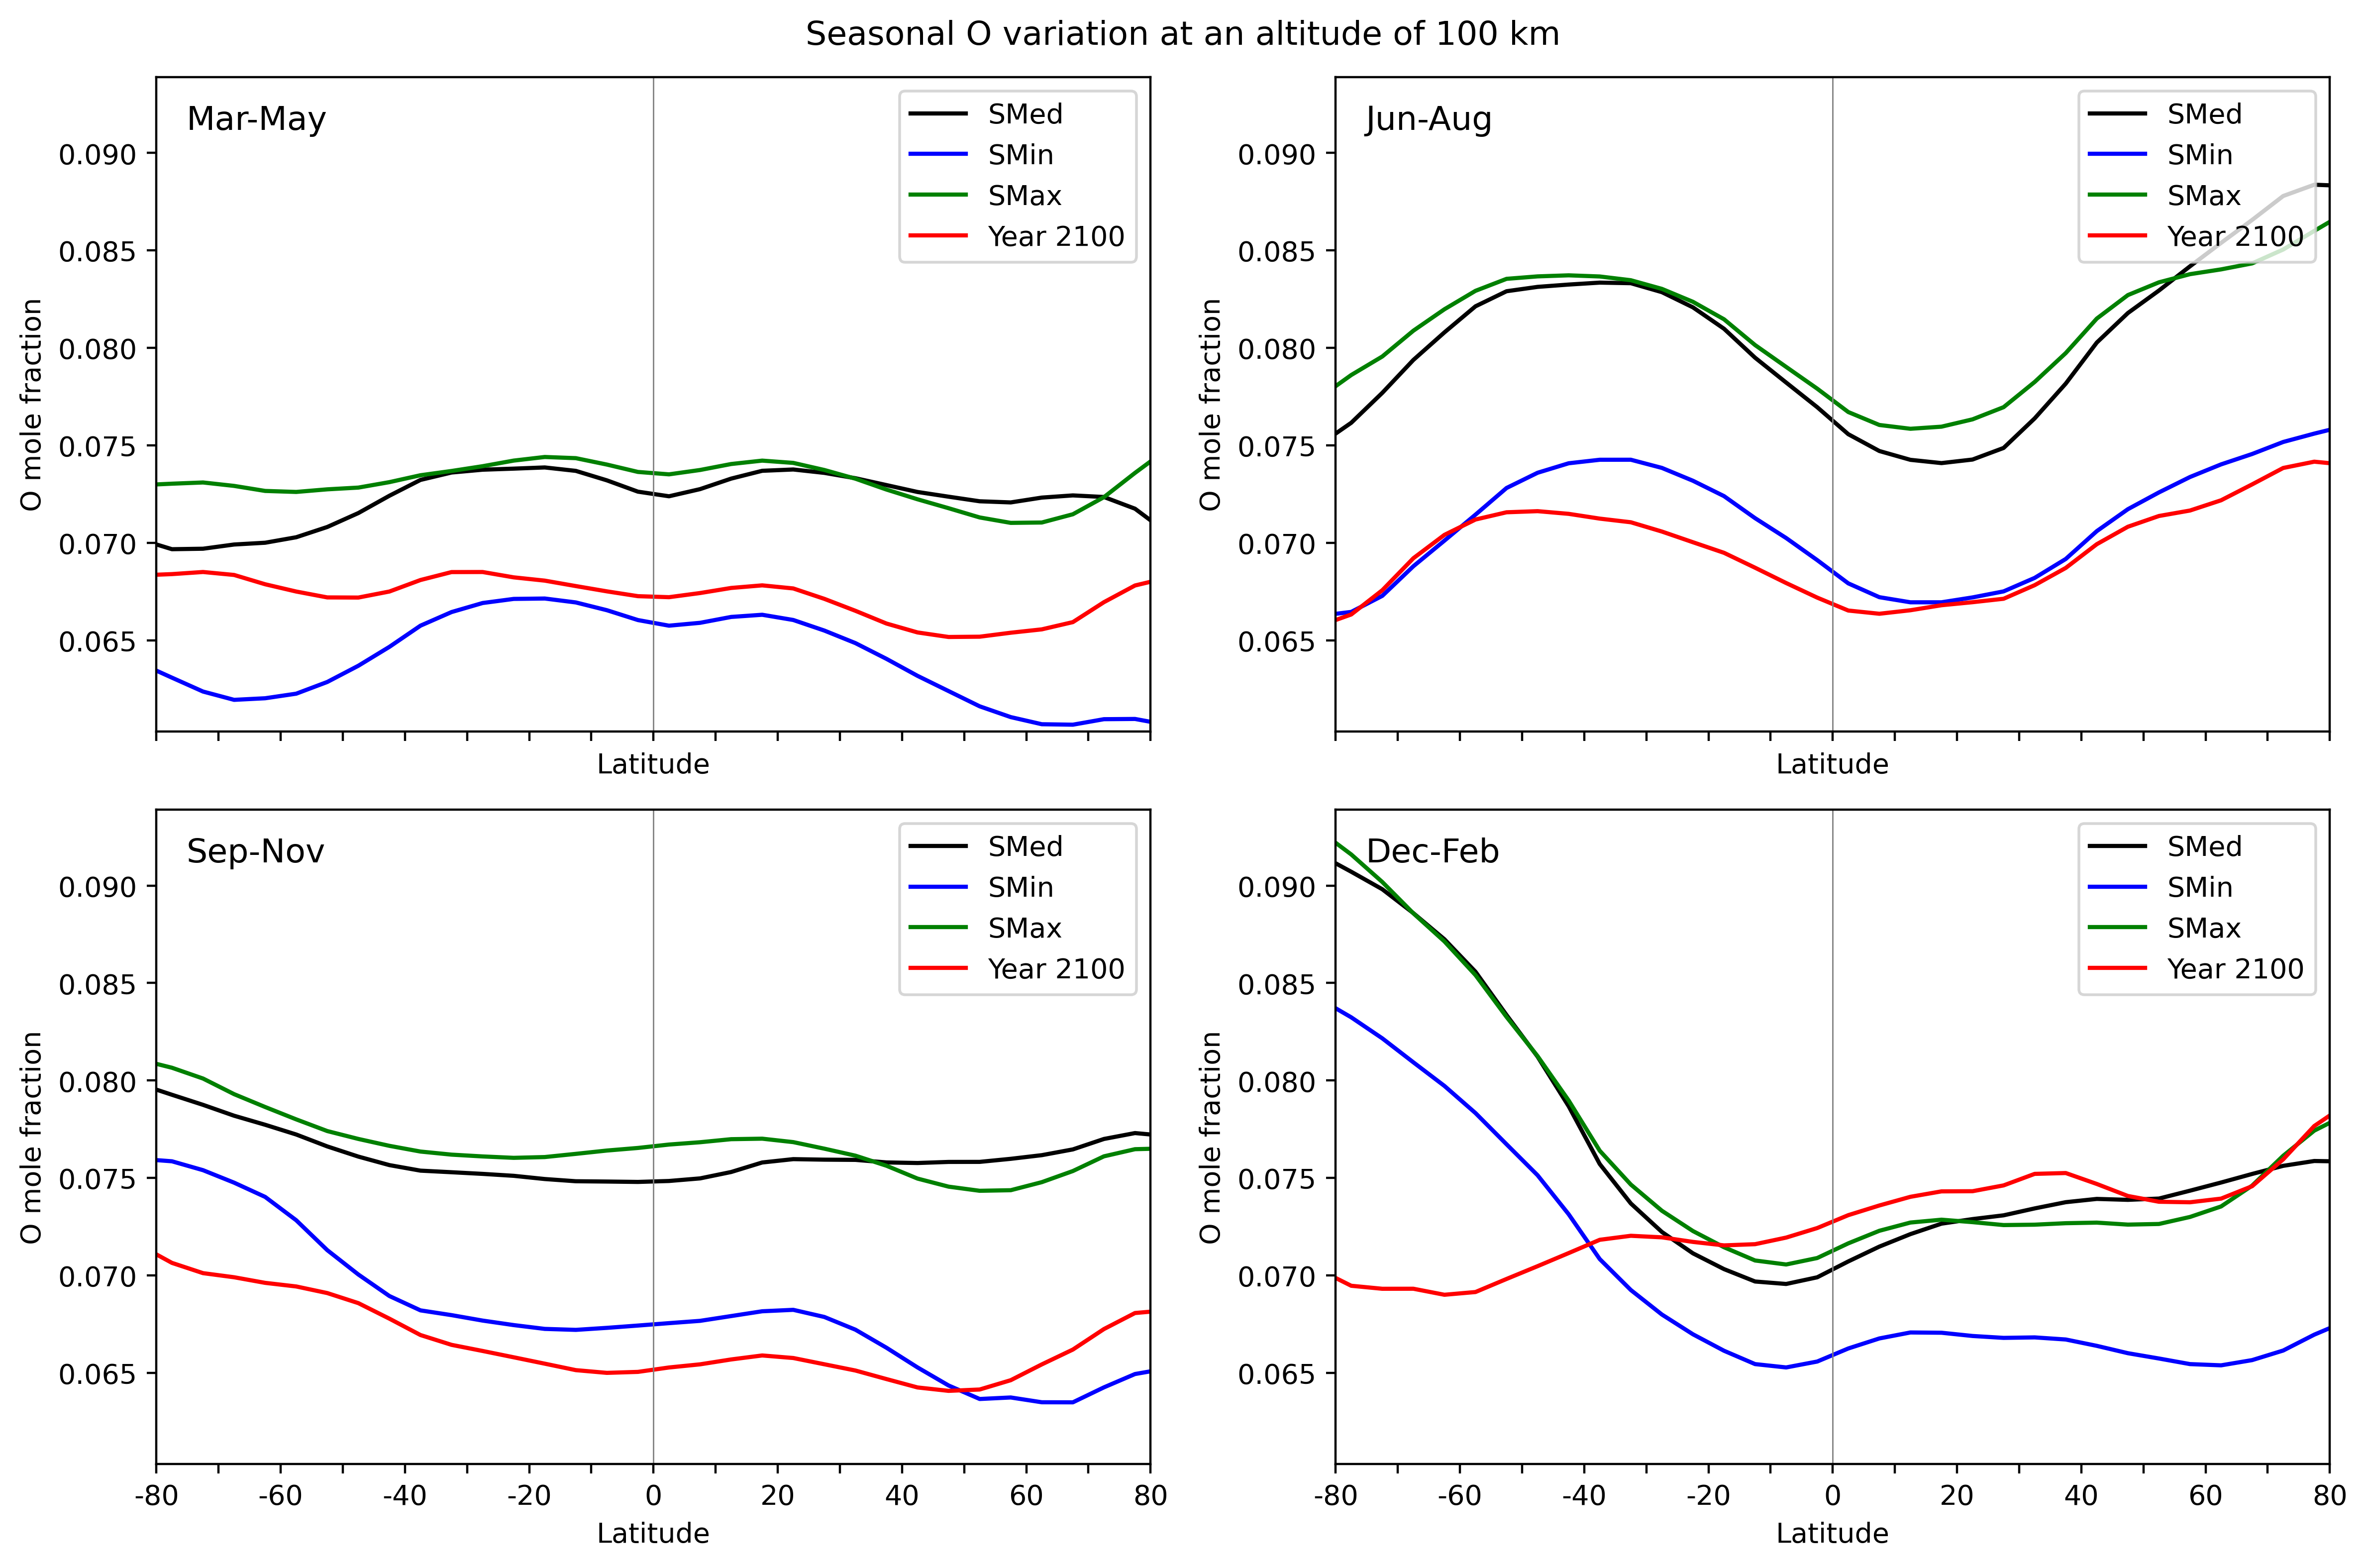 Seasonal O variation at an altitude of 100 km
Mar-May
SMed
SMin
SMax
Year 2100
0.090
0.085
0.080
0.075
0.070
0.065
O mole fraction
Latitude
Jun-Aug
SMed
SMin
SMax
Year 2100
0.090
0.085
0.080
0.075
0.070
0.065
O mole fraction
Latitude
Sep-Nov
SMed
SMin
SMax
Year 2100
0.090
0.085
0.080
0.075
0.070
0.065
O mole fraction
-80 -60 -40 -20 0 20 40 60 80
Latitude
Dec-Feb
SMed
SMin
SMax
Year 2100
0.090
0.085
0.080
0.075
0.070
0.065
O mole fraction
-80 -60 -40 -20 0 20 40 60 80
Latitude